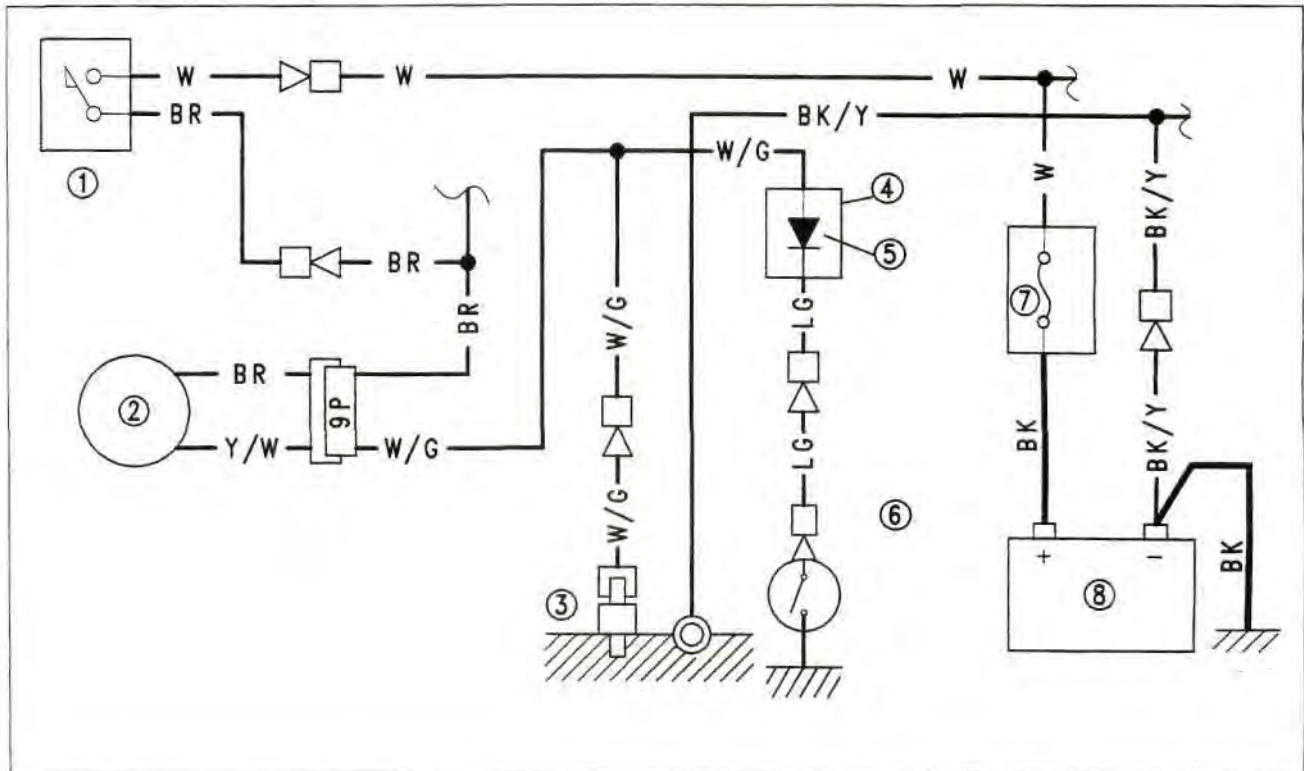 W W W
BR BK/Y
① W/G W BK/Y
④
BR ⑤
BR W/G LG ⑦
② BR 9P
Y/W W/G LG BK BK/Y
W/G ⑥
③ + - BK
⑧